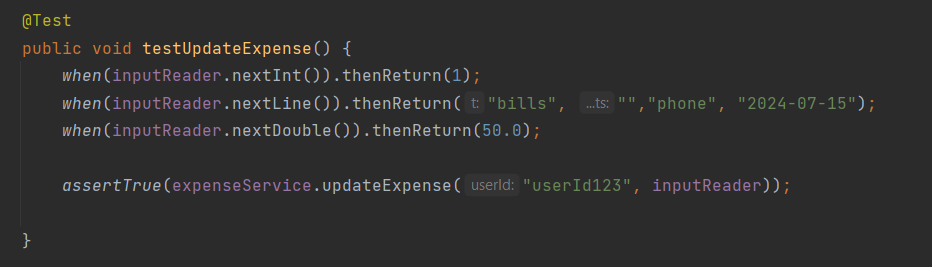 @Test
public void testUpdateExpense() {
when(inputReader.nextInt()).thenReturn(1);
when(inputReader.nextLine()).thenReturn( t: "bills", ...ts: "","phone", "2024-07-15");
when(inputReader.nextDouble()).thenReturn(50.0);
assertTrue(expenseService.updateExpense( userId: "userId123", inputReader));
}